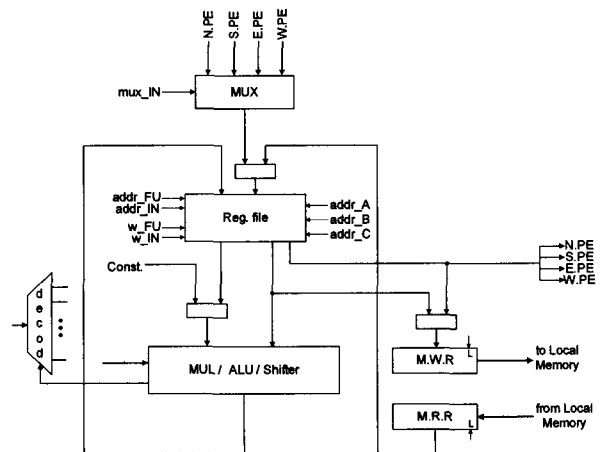 N.PE
S.PE
E.PE
W.PE
mux_IN
MUX
addr_FU
addr_IN
w_FU
w_IN
Reg. file
addr_A
addr_B
addr_C
N.PE
S.PE
E.PE
W.PE
Const.
decod
MUL / ALU / Shifter
M.W.R
L
to Local
Memory
M.R.R
L
from Local
Memory